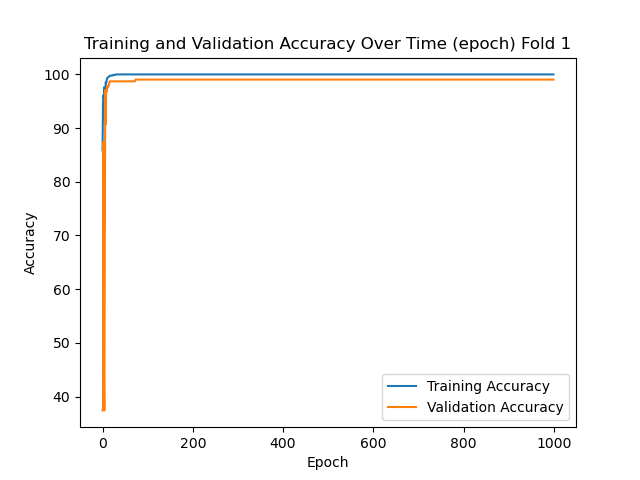 Training and Validation Accuracy Over Time (epoch) Fold 1
100
90
80
70
60
50
40
Accuracy
Training Accuracy
Validation Accuracy
0 200 400 600 800 1000
Epoch